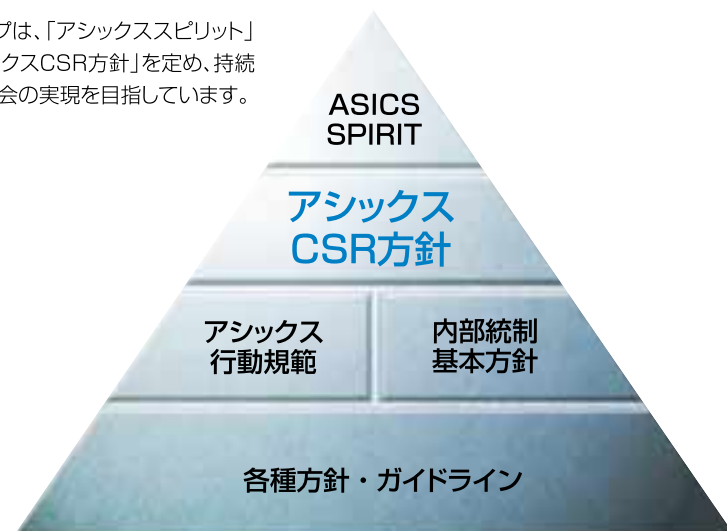 プは、「アシックススピリット」
クスCSR方針」を定め、持続
会の実現を目指しています。
ASICS
SPIRIT
アシックス
CSR方針
アシックス
行動規範
内部統制
基本方針
各種方針・ガイドライン